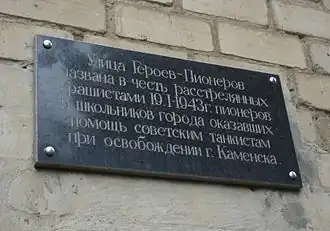 Улица Героев-Пионеров
названа в честь расстрелянных
фашистами 19.I-1943г. пионеров
и школьников города оказавших
помощь советским танкистам
при освобождении г. Каменска